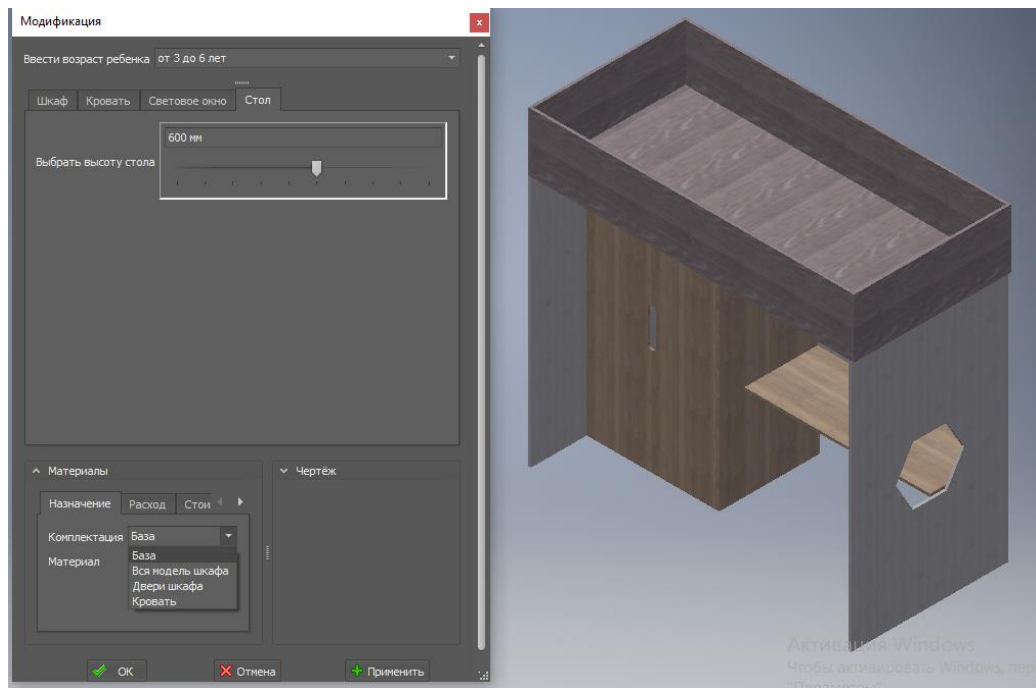 Модификация
x
Ввести возраст ребенка от 3 до 6 лет
Шкаф Кровать Световое окно Стол
600 мм
Выбрать высоту стола
Материалы
Чертёж
Назначение Расход Стои
Комплектация База
Материал
База
Вся модель шкафа
Двери шкафа
Кровать
OK Отмена Применить
Активация Windows
Чтобы активировать Windows, пер
"Параметры"